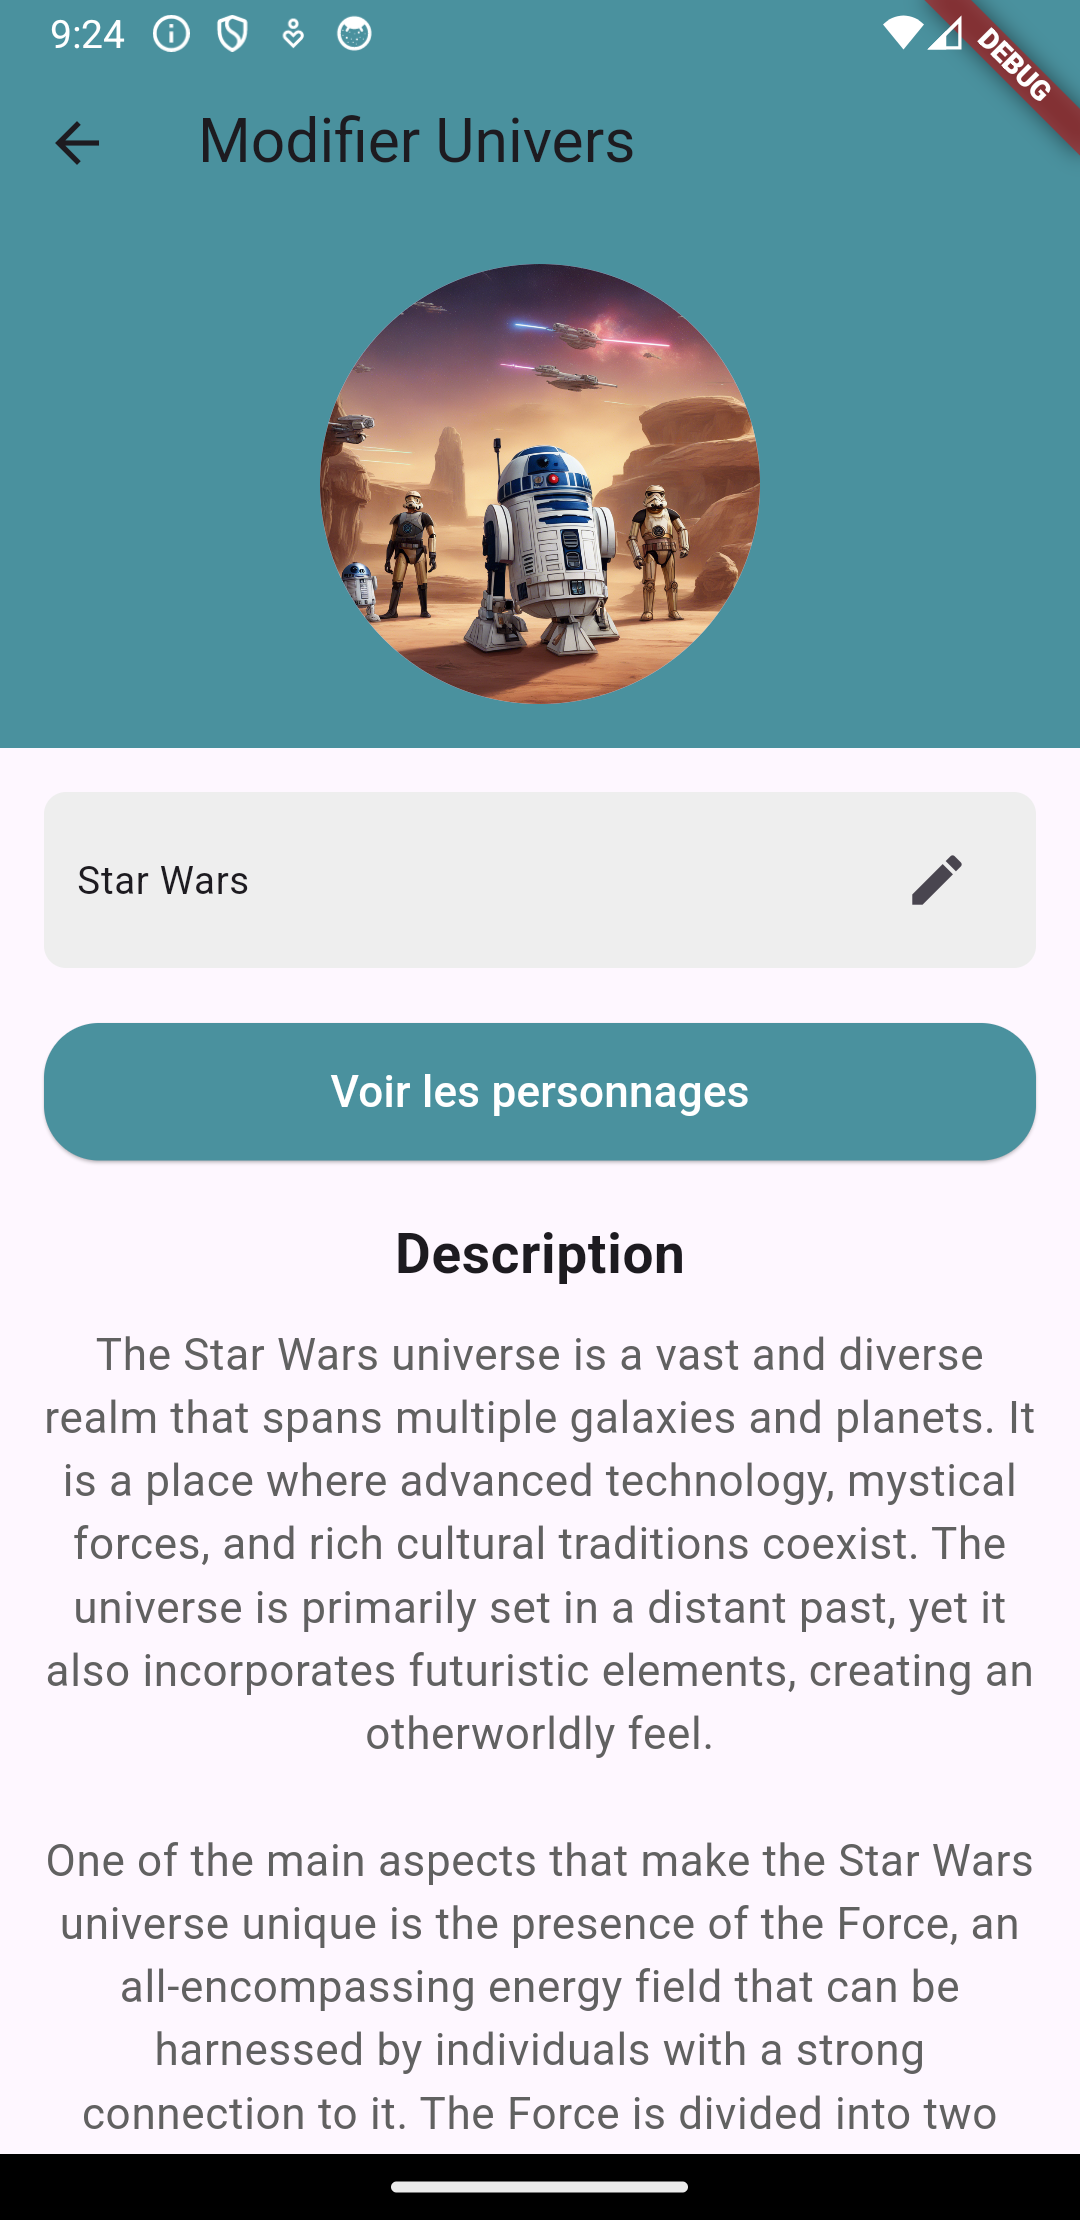 9:24
DEBUG
Modifier Univers
Star Wars
Voir les personnages
Description
The Star Wars universe is a vast and diverse
realm that spans multiple galaxies and planets. It
is a place where advanced technology, mystical
forces, and rich cultural traditions coexist. The
universe is primarily set in a distant past, yet it
also incorporates futuristic elements, creating an
otherworldly feel.
One of the main aspects that make the Star Wars
universe unique is the presence of the Force, an
all-encompassing energy field that can be
harnessed by individuals with a strong
connection to it. The Force is divided into two